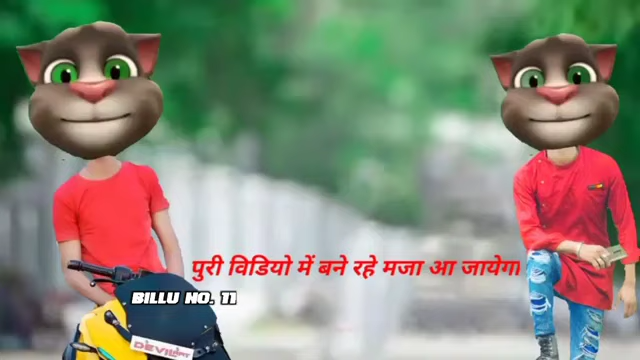 पुरी विडियो में बने रहे मजा आ जायेगा
BILLU NO. 11
DEVIL